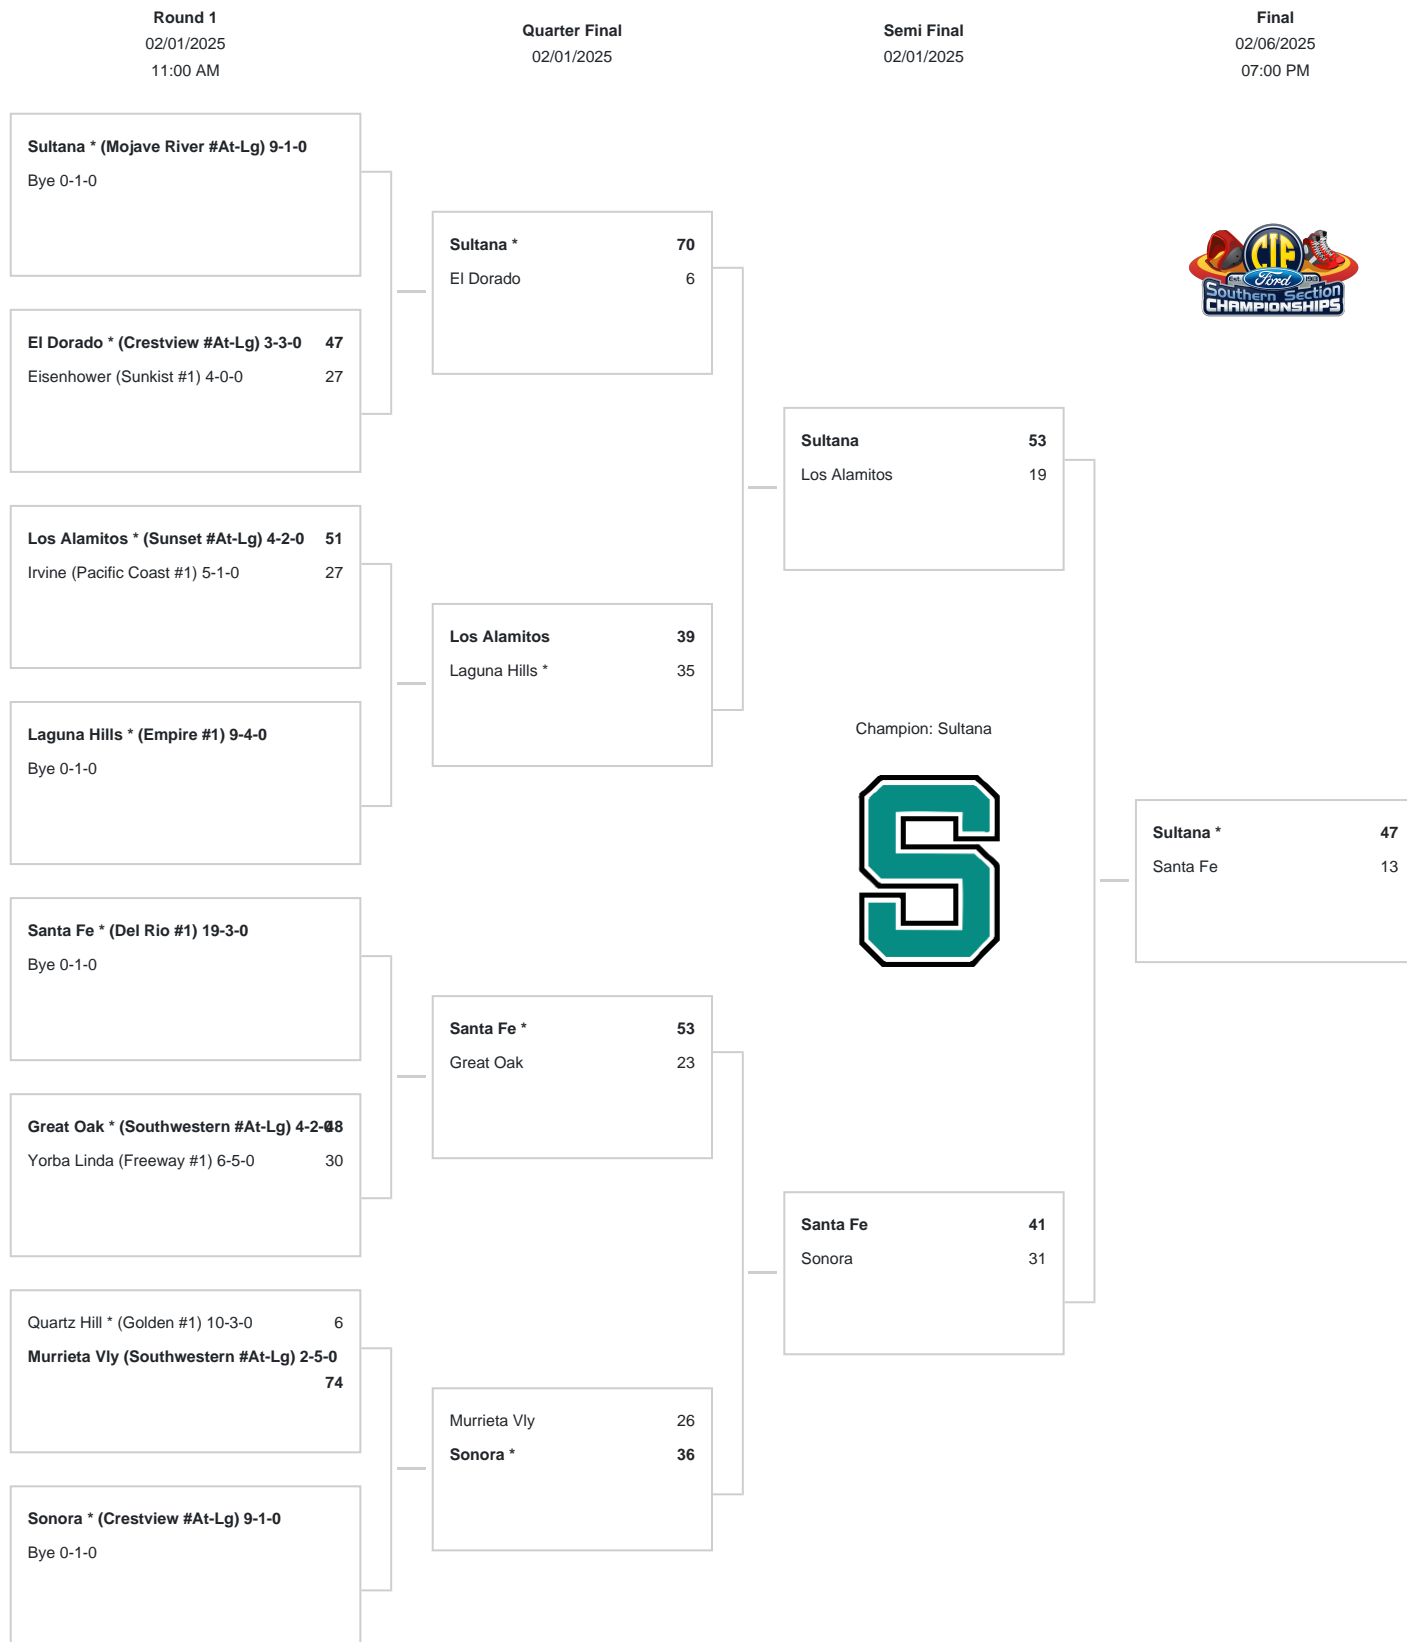 Round 1
02/01/2025
11:00 AM
Quarter Final
02/01/2025
Semi Final
02/01/2025
Final
02/06/2025
07:00 PM
Sultana * (Mojave River #At-Lg) 9-1-0
Bye 0-1-0
El Dorado * (Crestview #At-Lg) 3-3-0 47
Eisenhower (Sunkist #1) 4-0-0 27
Los Alamitos * (Sunset #At-Lg) 4-2-0 51
Irvine (Pacific Coast #1) 5-1-0 27
Laguna Hills * (Empire #1) 9-4-0
Bye 0-1-0
Santa Fe * (Del Rio #1) 19-3-0
Bye 0-1-0
Great Oak * (Southwestern #At-Lg) 4-2-0 48
Yorba Linda (Freeway #1) 6-5-0 30
Quartz Hill * (Golden #1) 10-3-0 6
Murrieta Vly (Southwestern #At-Lg) 2-5-0
74
Sonora * (Crestview #At-Lg) 9-1-0
Bye 0-1-0
Sultana * 70
El Dorado 6
Los Alamitos 39
Laguna Hills * 35
Santa Fe * 53
Great Oak 23
Murrieta Vly 26
Sonora * 36
Sultana 53
Los Alamitos 19
Champion: Sultana
S
Santa Fe 41
Sonora 31
CIF
Est. 1913
Ford
Southern Section
CHAMPIONSHIPS
Sultana * 47
Santa Fe 13